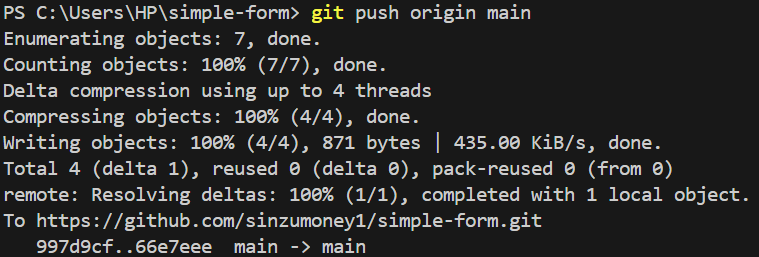 PS C:\Users\HP\simple-form> git push origin main
Enumerating objects: 7, done.
Counting objects: 100% (7/7), done.
Delta compression using up to 4 threads
Compressing objects: 100% (4/4), done.
Writing objects: 100% (4/4), 871 bytes | 435.00 KiB/s, done.
Total 4 (delta 1), reused 0 (delta 0), pack-reused 0 (from 0)
remote: Resolving deltas: 100% (1/1), completed with 1 local object.
To https://github.com/sinzumoney1/simple-form.git
   997d9cf..66e7eee  main -> main